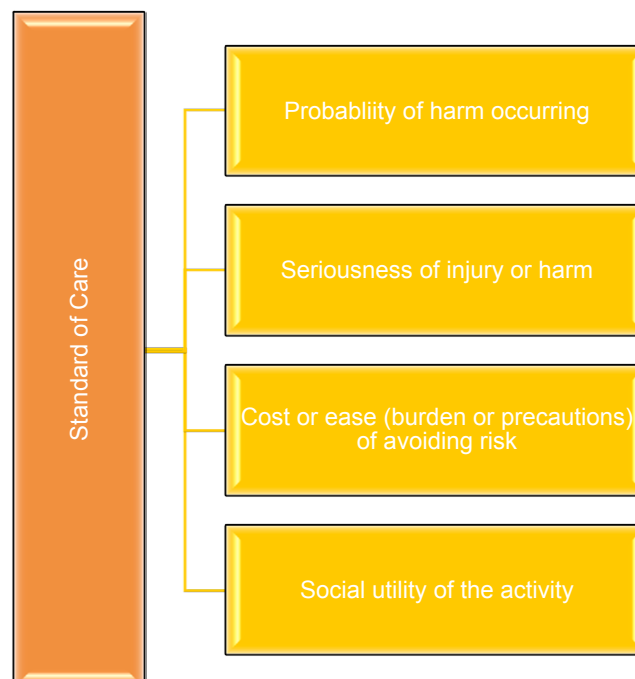 Standard of Care
Probabliity of harm occurring
Seriousness of injury or harm
Cost or ease (burden or precautions)
of avoiding risk
Social utility of the activity